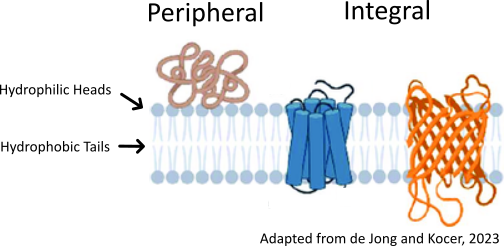 Peripheral
Integral
Hydrophilic Heads
Hydrophobic Tails
Adapted from de Jong and Kocer, 2023